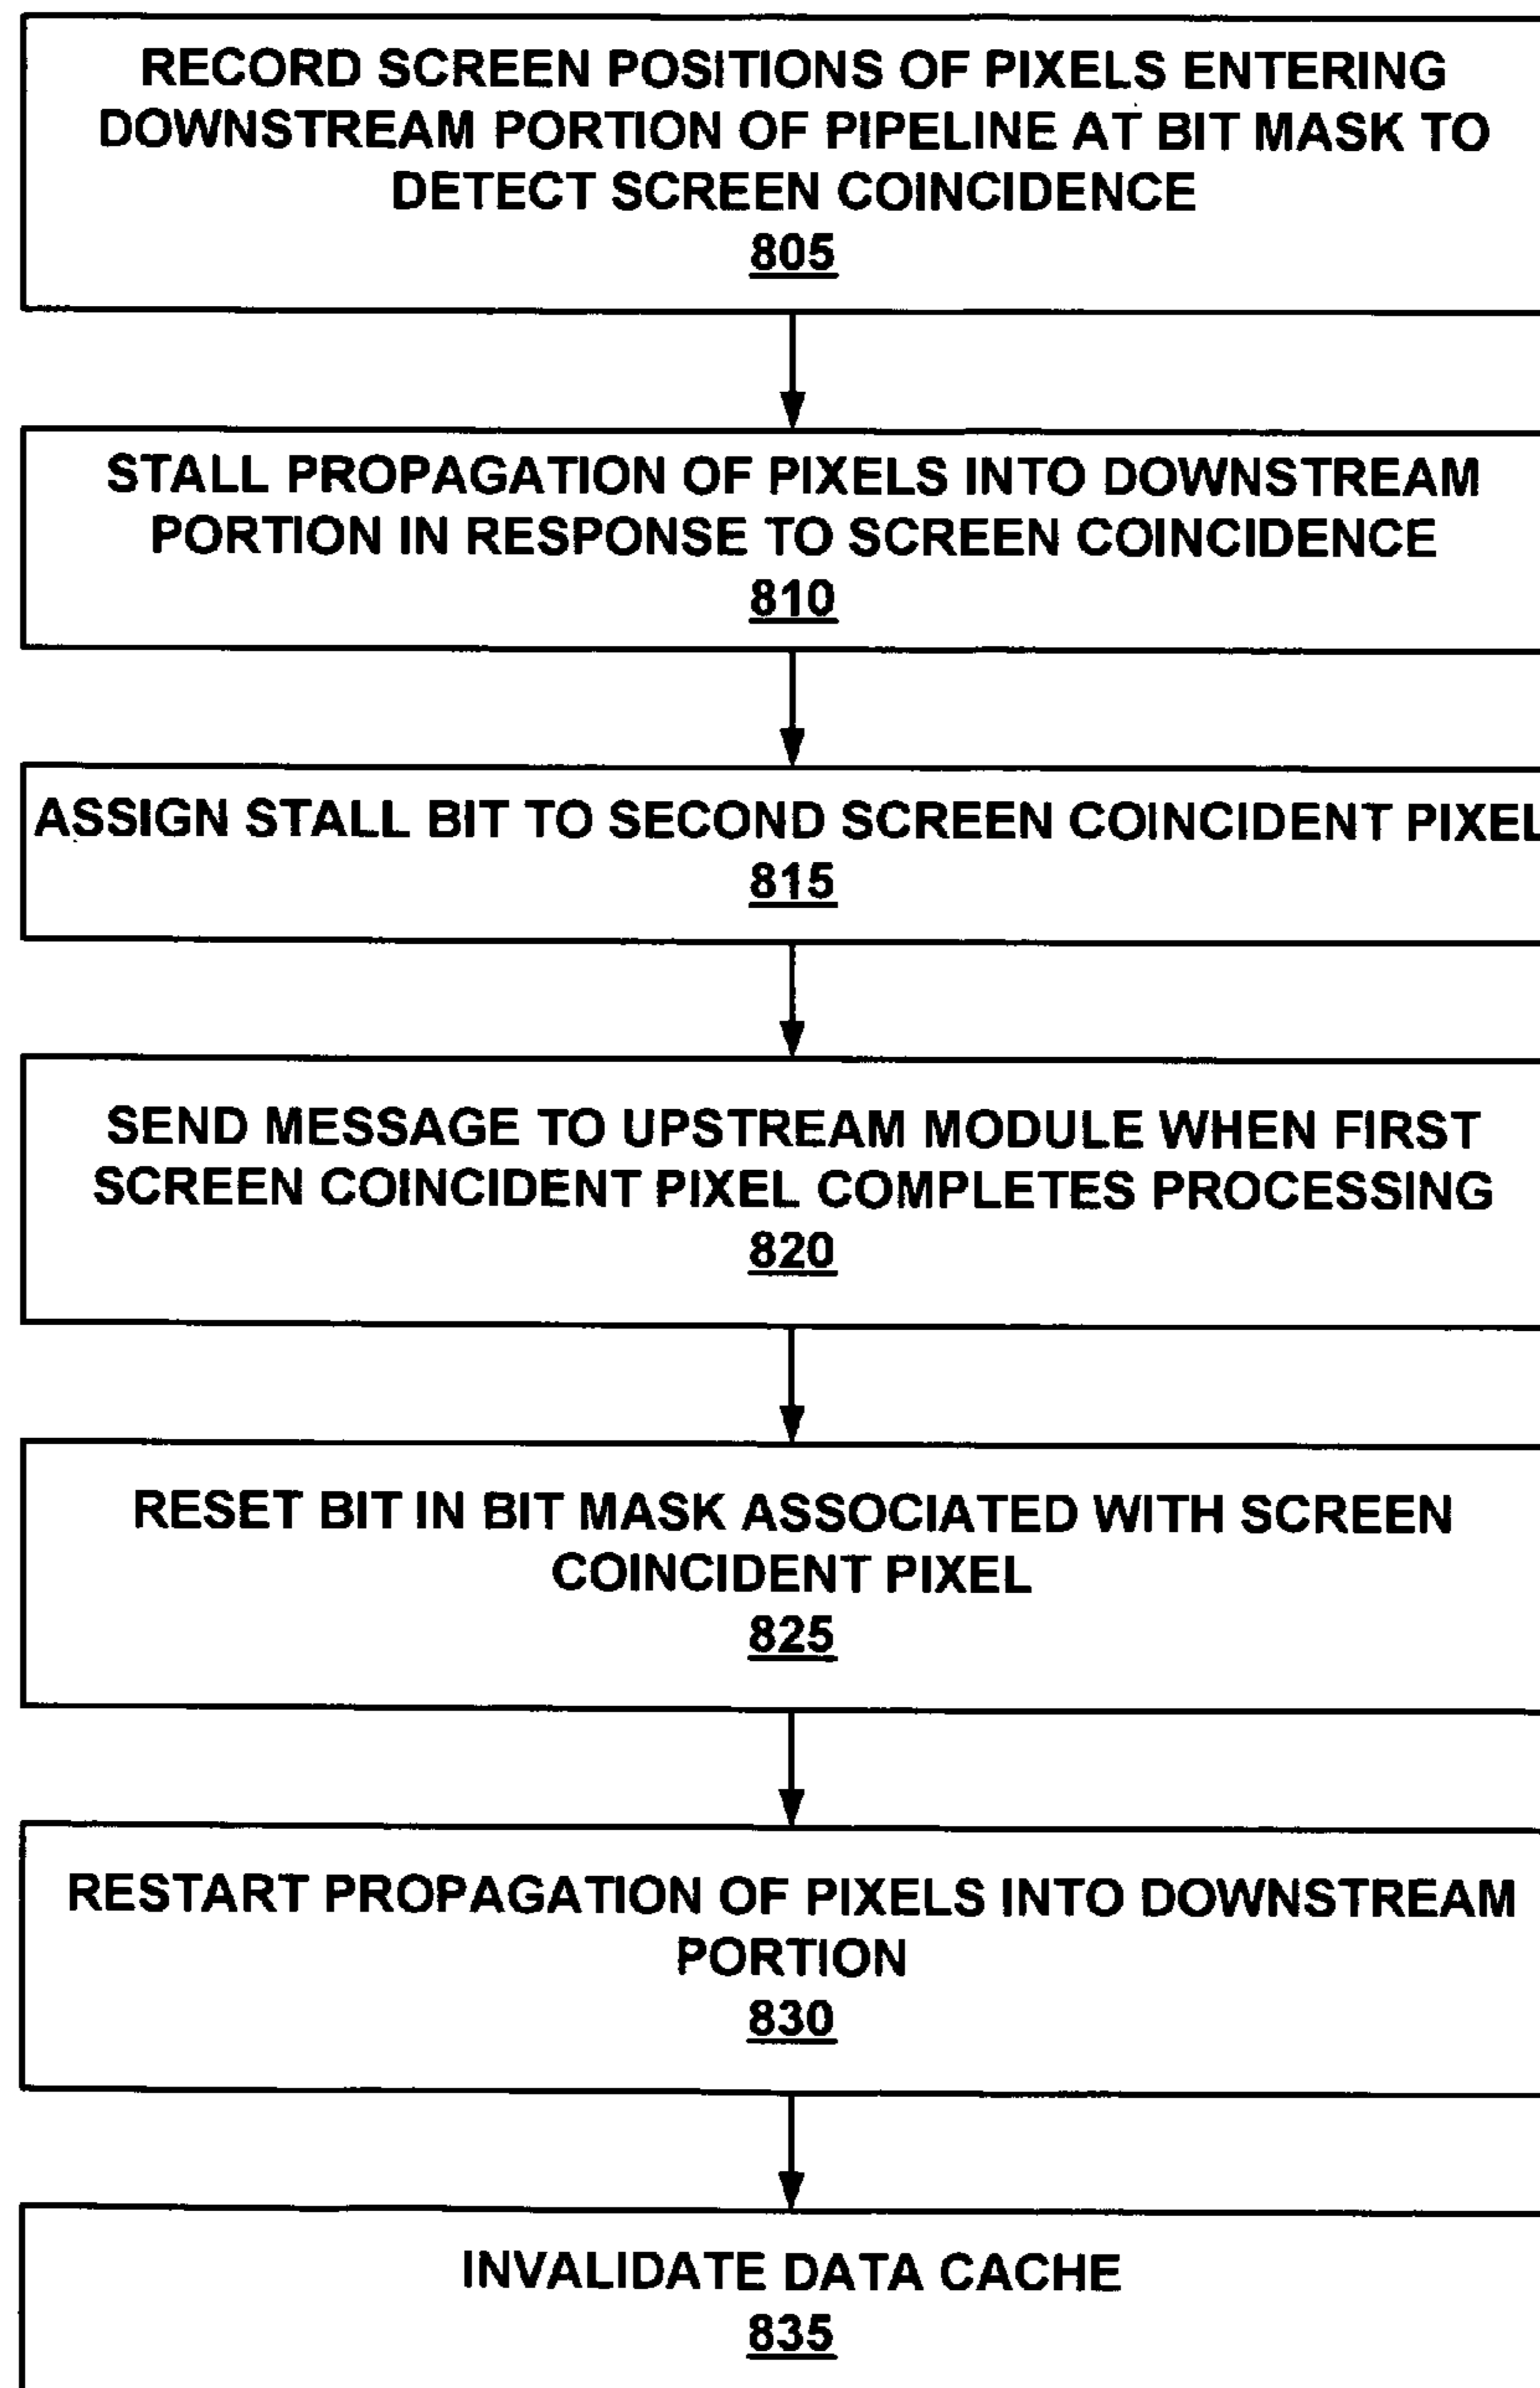 RECORD SCREEN POSITIONS OF PIXELS ENTERING
DOWNSTREAM PORTION OF PIPELINE AT BIT MASK TO
DETECT SCREEN COINCIDENCE
805
STALL PROPAGATION OF PIXELS INTO DOWNSTREAM
PORTION IN RESPONSE TO SCREEN COINCIDENCE
810
ASSIGN STALL BIT TO SECOND SCREEN COINCIDENT PIXEL
815
SEND MESSAGE TO UPSTREAM MODULE WHEN FIRST
SCREEN COINCIDENT PIXEL COMPLETES PROCESSING
820
RESET BIT IN BIT MASK ASSOCIATED WITH SCREEN
COINCIDENT PIXEL
825
RESTART PROPAGATION OF PIXELS INTO DOWNSTREAM
PORTION
830
INVALIDATE DATA CACHE
835